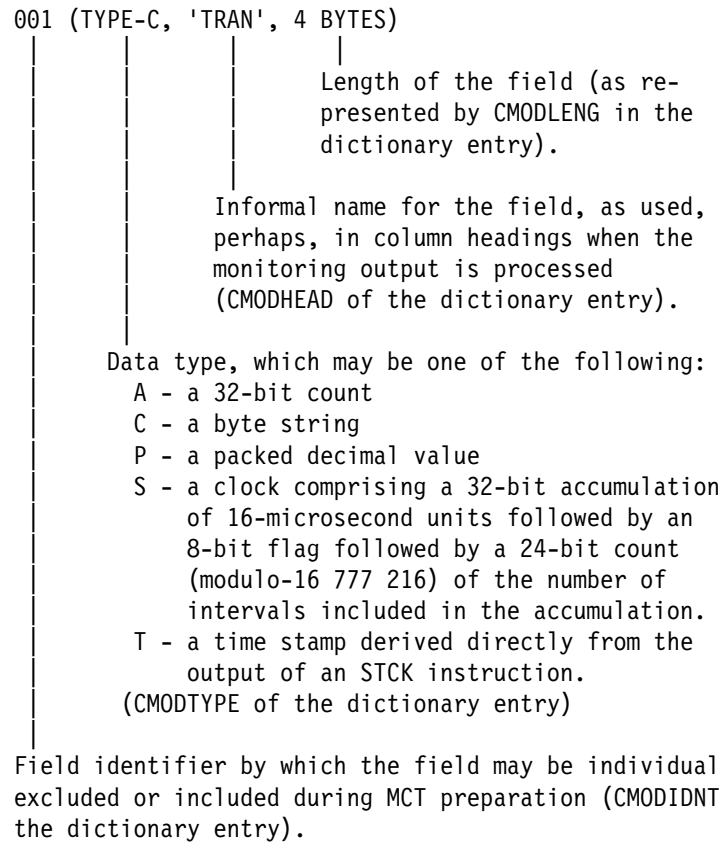 001 (TYPE-C, 'TRAN', 4 BYTES)
Length of the field (as re-
presented by CMODLENG in the
dictionary entry).
Informal name for the field, as used,
perhaps, in column headings when the
monitoring output is processed
(CMODHEAD of the dictionary entry).
Data type, which may be one of the following:
A - a 32-bit count
C - a byte string
P - a packed decimal value
S - a clock comprising a 32-bit accumulation
of 16-microsecond units followed by an
8-bit flag followed by a 24-bit count
(modulo-16 777 216) of the number of
intervals included in the accumulation.
T - a time stamp derived directly from the
output of an STCK instruction.
(CMODTYPE of the dictionary entry)
Field identifier by which the field may be individual
excluded or included during MCT preparation (CMODIDNT
the dictionary entry).